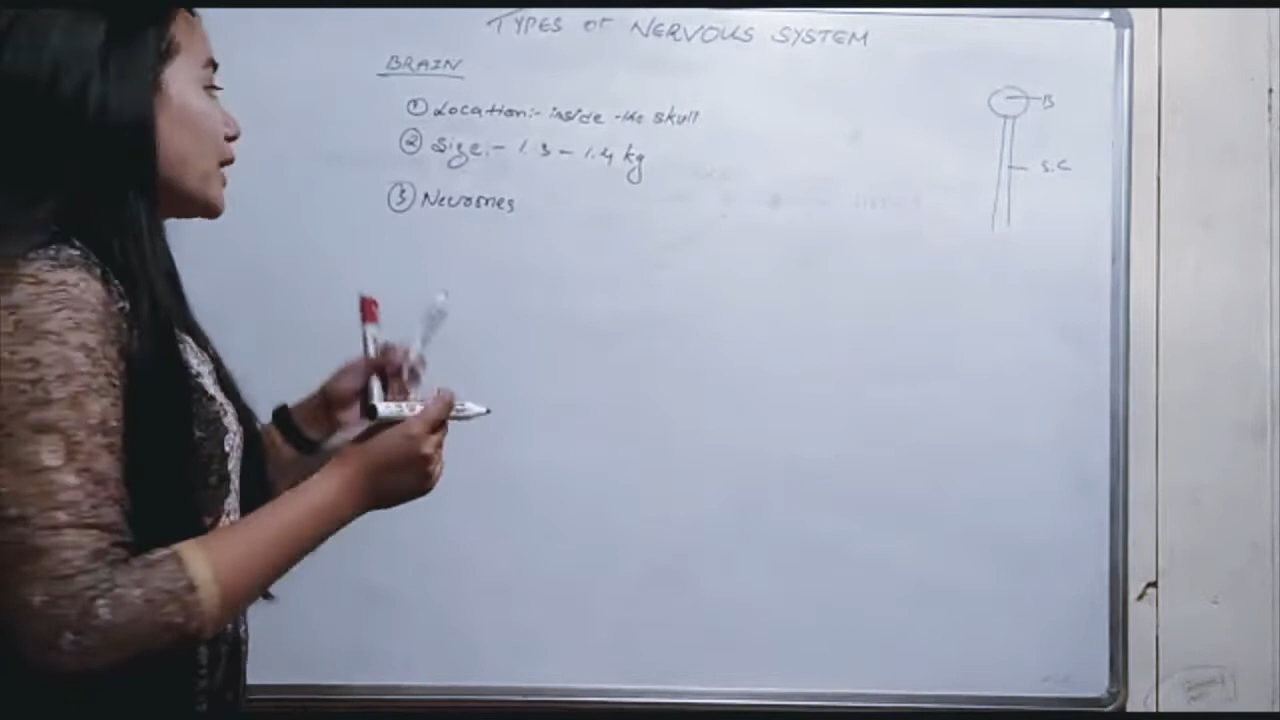 TYPES OF NERVOUS SYSTEM
BRAIN
① Location:- inside the skull
② Size:- 1.3 - 1.4 kg
③ Neurones
B
S.C